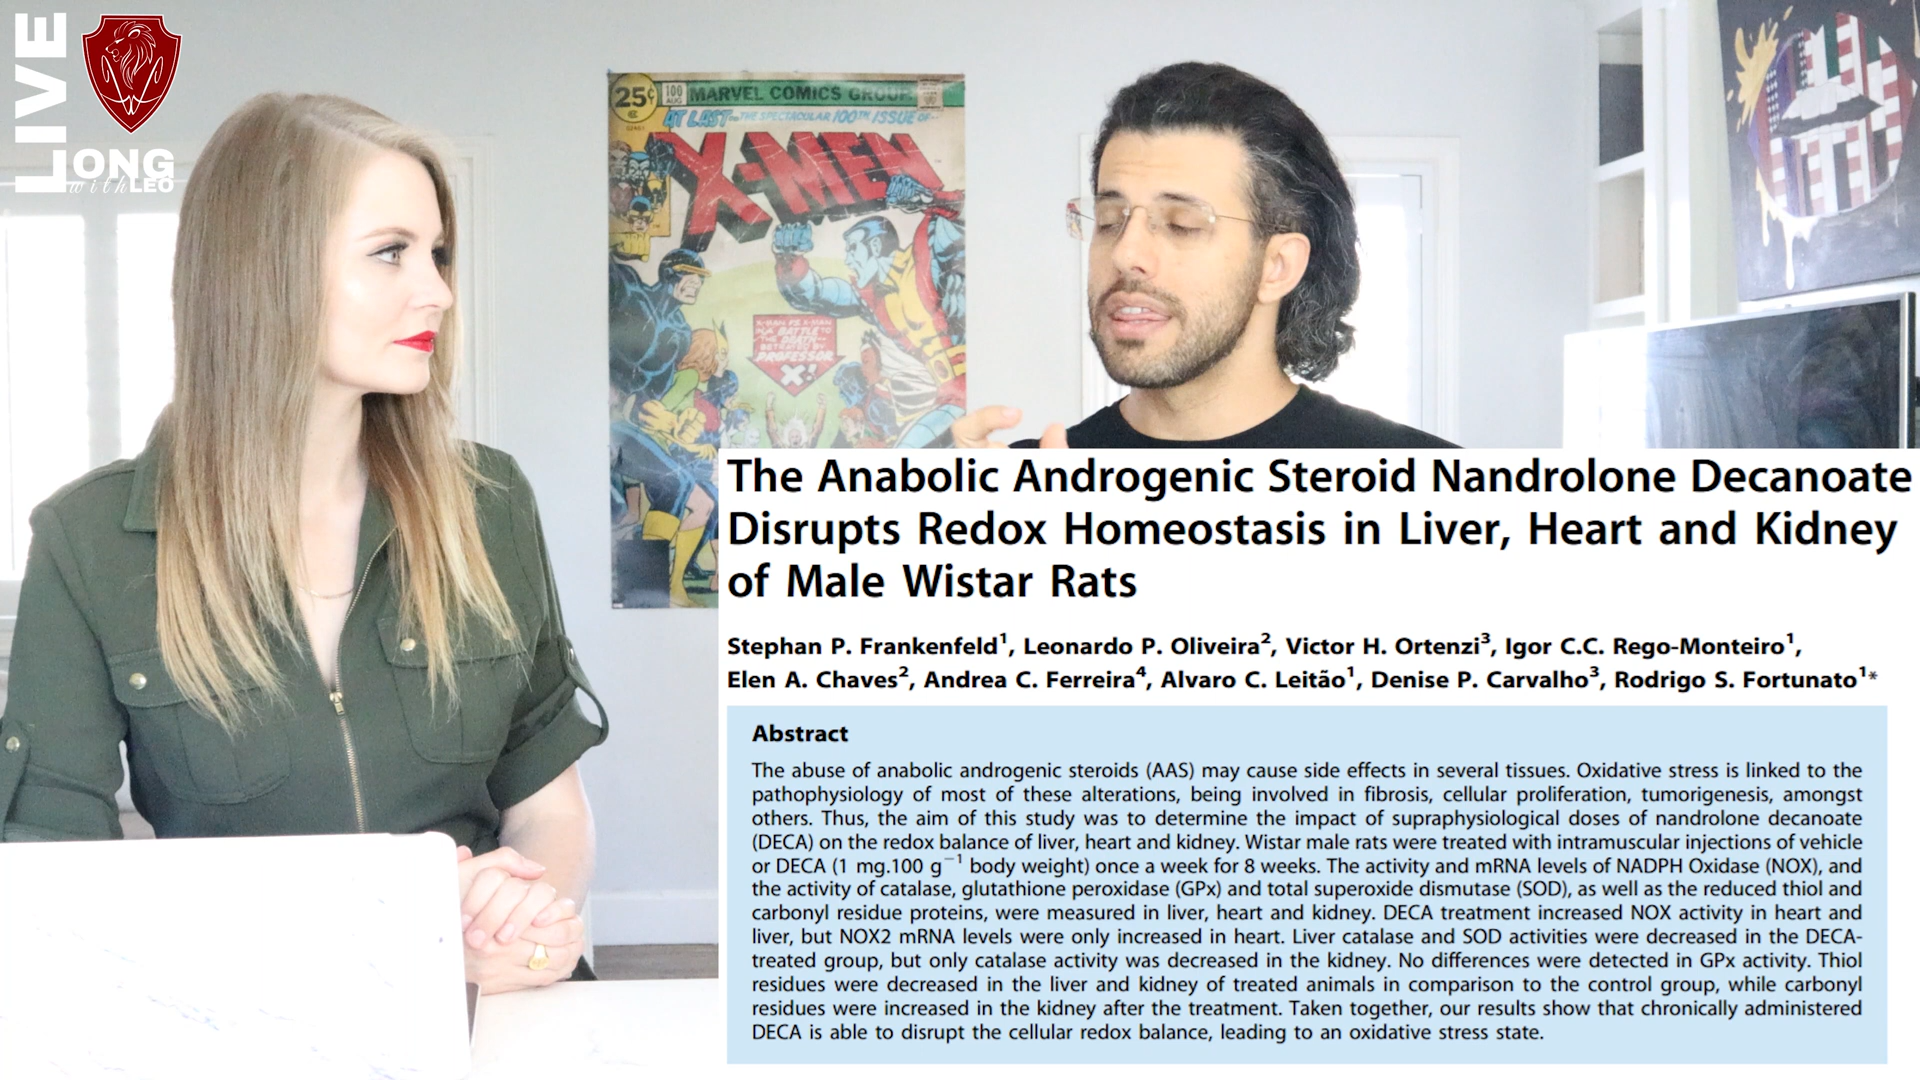 LIVE
LONG
with LEO
25¢
100
AUG
MARVEL COMICS GROUP
AT LAST--THE SPECTACULAR 100TH ISSUE OF--
X-MEN
X-MAN VS X-MAN
IN A BATTLE TO
THE DEATH--
BETRAYED BY
PROFESSOR
X!
The Anabolic Androgenic Steroid Nandrolone Decanoate
Disrupts Redox Homeostasis in Liver, Heart and Kidney
of Male Wistar Rats
Stephan P. Frankenfeld¹, Leonardo P. Oliveira², Victor H. Ortenzi³, Igor C.C. Rego-Monteiro¹,
Elen A. Chaves², Andrea C. Ferreira⁴, Alvaro C. Leitão¹, Denise P. Carvalho³, Rodrigo S. Fortunato¹*
Abstract
The abuse of anabolic androgenic steroids (AAS) may cause side effects in several tissues. Oxidative stress is linked to the
pathophysiology of most of these alterations, being involved in fibrosis, cellular proliferation, tumorigenesis, amongst
others. Thus, the aim of this study was to determine the impact of supraphysiological doses of nandrolone decanoate
(DECA) on the redox balance of liver, heart and kidney. Wistar male rats were treated with intramuscular injections of vehicle
or DECA (1 mg.100 g⁻¹ body weight) once a week for 8 weeks. The activity and mRNA levels of NADPH Oxidase (NOX), and
the activity of catalase, glutathione peroxidase (GPx) and total superoxide dismutase (SOD), as well as the reduced thiol and
carbonyl residue proteins, were measured in liver, heart and kidney. DECA treatment increased NOX activity in heart and
liver, but NOX2 mRNA levels were only increased in heart. Liver catalase and SOD activities were decreased in the DECA-
treated group, but only catalase activity was decreased in the kidney. No differences were detected in GPx activity. Thiol
residues were decreased in the liver and kidney of treated animals in comparison to the control group, while carbonyl
residues were increased in the kidney after the treatment. Taken together, our results show that chronically administered
DECA is able to disrupt the cellular redox balance, leading to an oxidative stress state.